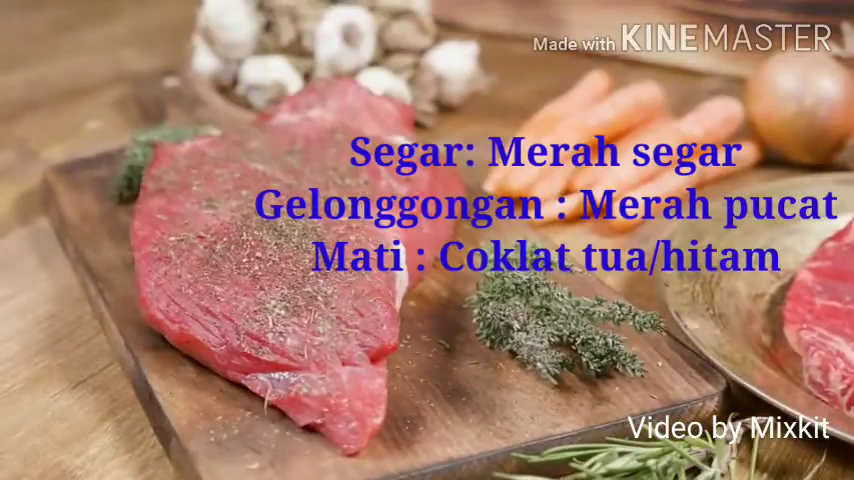 Made with KINEMASTER
Segar: Merah segar
Gelonggongan : Merah pucat
Mati : Coklat tua/hitam
Video by Mixkit